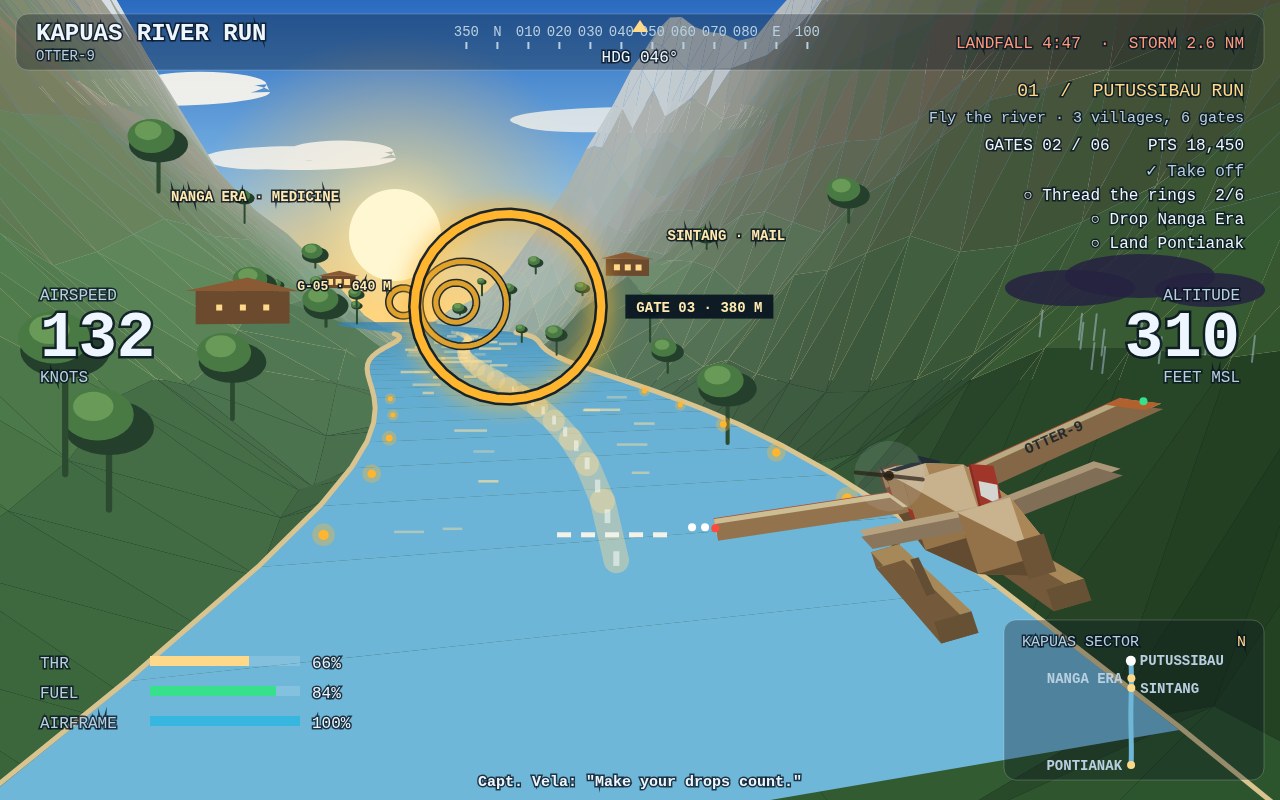 KAPUAS RIVER RUN
OTTER-9
350 N 010 020 030 040 050 060 070 080 E 100
HDG 046°
LANDFALL 4:47 · STORM 2.6 NM
01 / PUTUSSIBAU RUN
Fly the river · 3 villages, 6 gates
GATES 02 / 06 PTS 18,450
✓ Take off
○ Thread the rings 2/6
○ Drop Nanga Era
○ Land Pontianak
NANGA ERA · MEDICINE
SINTANG · MAIL
G-05 · 640 M
GATE 03 · 380 M
AIRSPEED
132
KNOTS
ALTITUDE
310
FEET MSL
OTTER-9
THR 66%
FUEL 84%
AIRFRAME 100%
KAPUAS SECTOR N
PUTUSSIBAU
NANGA ERA
SINTANG
PONTIANAK
Capt. Vela: "Make your drops count."